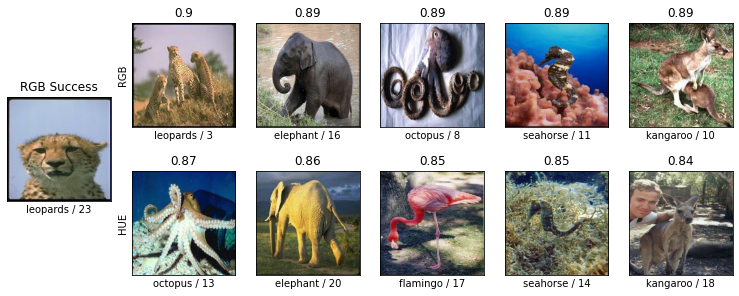 RGB Success
leopards / 23
RGB
0.9
0.89
0.89
0.89
0.89
leopards / 3
elephant / 16
octopus / 8
seahorse / 11
kangaroo / 10
HUE
0.87
0.86
0.85
0.85
0.84
octopus / 13
elephant / 20
flamingo / 17
seahorse / 14
kangaroo / 18